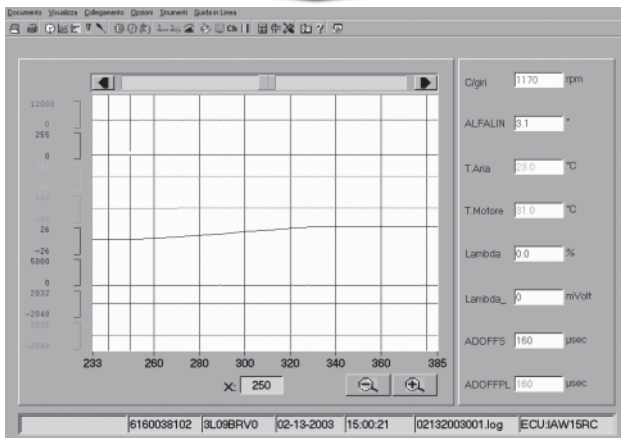 Documento Visualizza Collegamento Opzioni Strumenti Guida in Linea
12000
0
255
0
26
-26
5000
0
2032
-2048
2032
-2048
233 260 280 300 320 340 360 385
X: 250
C/giri 1170 rpm
ALFALIN 3.1 °
T.Aria 23.0 °C
T.Motore 31.0 °C
Lambda 0.0 %
Lambda_ 0 mVolt
ADOFFS 160 µsec
ADOFFPL 160 µsec
6160038102 3L09BRV0 02-13-2003 15:00:21 02132003001.log ECU:IAW15RC